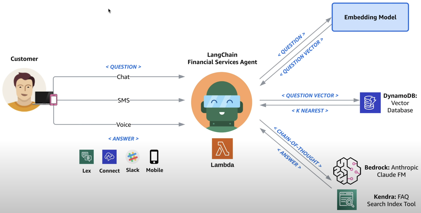 Embedding Model
Customer
LangChain
Financial Services Agent
< QUESTION >
< QUESTION >
< QUESTION VECTOR >
Chat
SMS
Voice
< ANSWER >
< QUESTION VECTOR >
< K NEAREST >
DynamoDB:
Vector
Database
< CHAIN-OF-THOUGHT >
< ANSWER >
Lex
Connect
Slack
Mobile
Lambda
Bedrock: Anthropic
Claude FM
Kendra: FAQ
Search Index Tool